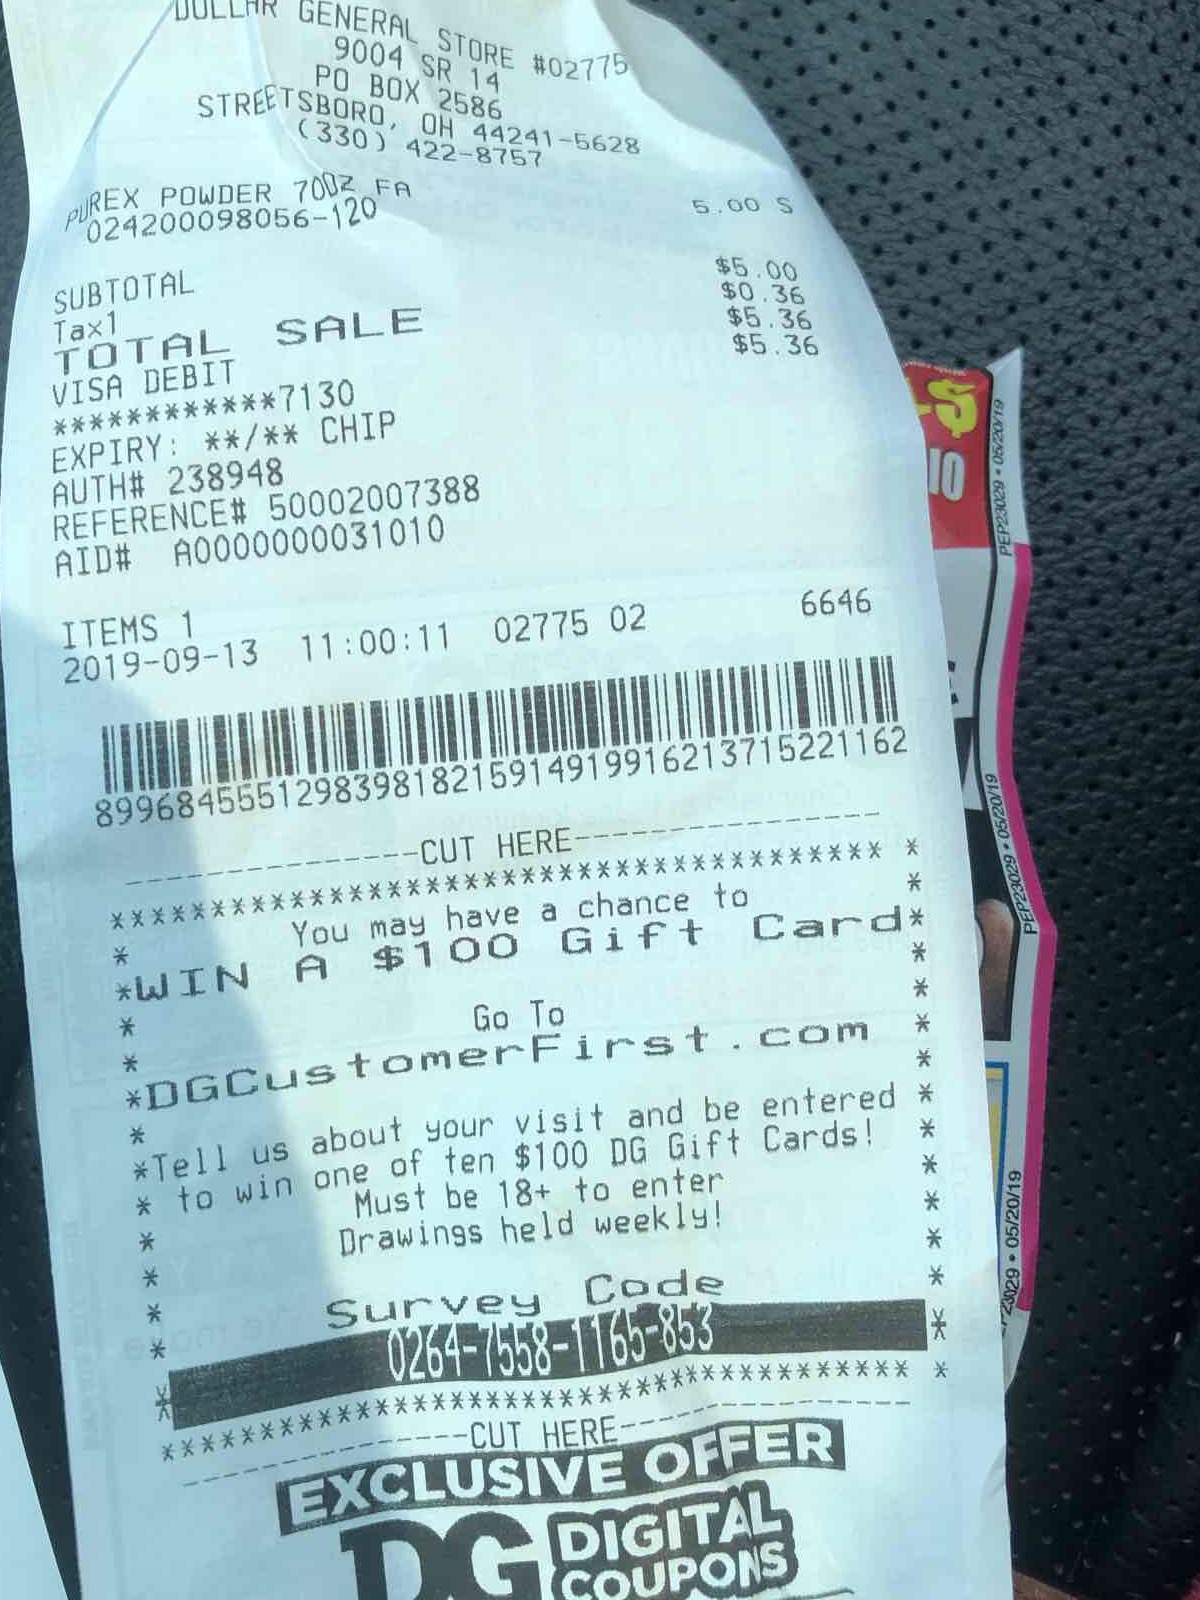 DOLLAR GENERAL STORE #02775
9004 SR 14
PO BOX 2586
STREETSBORO, OH 44241-5628
(330) 422-8757
PUREX POWDER 70OZ FA 5.00 S
024200098056-120
SUBTOTAL $5.00
Tax1 $0.36
TOTAL SALE $5.36
VISA DEBIT $5.36
************7130
EXPIRY: **/** CHIP
AUTH# 238948
REFERENCE# 50002007388
AID# A0000000031010
ITEMS 1
2019-09-13 11:00:11 02775 02 6646
899684555129839818215914919916213715221162
---------------CUT HERE---------------
*****************************************
You may have a chance to
*WIN A $100 Gift Card*
Go To
*DGCustomerFirst.com
*Tell us about your visit and be entered *
* to win one of ten $100 DG Gift Cards! *
Must be 18+ to enter
Drawings held weekly!
Survey Code
0264-7558-1165-853
*****************************************
---------------CUT HERE---------------
EXCLUSIVE OFFER
DG DIGITAL
COUPONS
$
10
PEP23029 • 05/20/19
PEP23029 • 05/20/19
23029 • 05/20/19